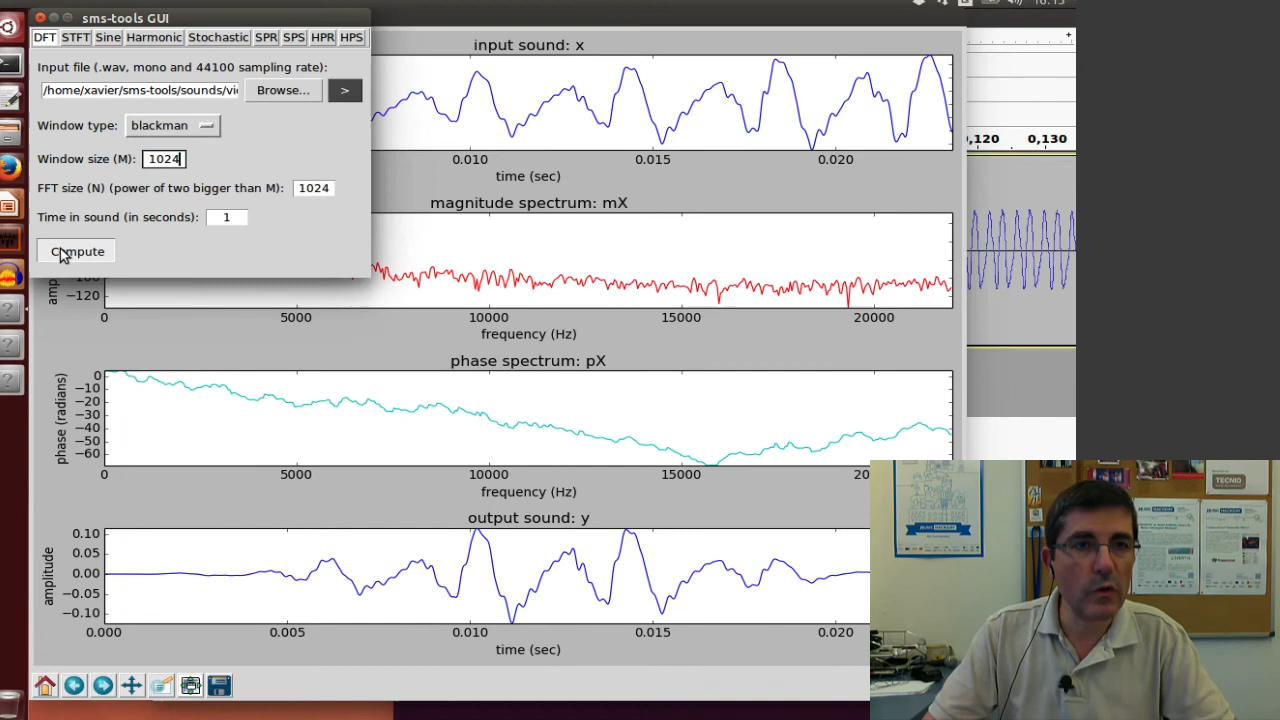 sms-tools GUI
DFT STFT Sine Harmonic Stochastic SPR SPS HPR HPS
Input file (.wav, mono and 44100 sampling rate):
/home/xavier/sms-tools/sounds/vi Browse... >
Window type: blackman
Window size (M): 1024
FFT size (N) (power of two bigger than M): 1024
Time in sound (in seconds): 1
Compute
input sound: x
0.010 0.015 0.020
time (sec)
,120 0,130
magnitude spectrum: mX
amp
−120
0 5000 10000 15000 20000
frequency (Hz)
phase spectrum: pX
phase (radians)
0
−10
−20
−30
−40
−50
−60
0 5000 10000 15000 20
frequency (Hz)
output sound: y
amplitude
0.10
0.05
0.00
−0.05
−0.10
0.000 0.005 0.010 0.015 0.020
time (sec)
TECNIO